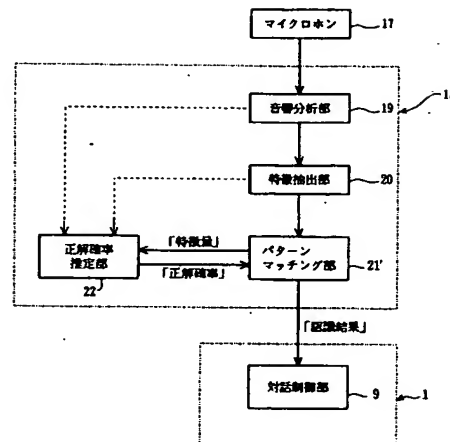 マイクロホン
17
音響分析部
19
特徴抽出部
20
正解確率
推定部
22
「特徴量」
「正解確率」
パターン
マッチング部
21'
「認識結果」
対話制御部
9
1